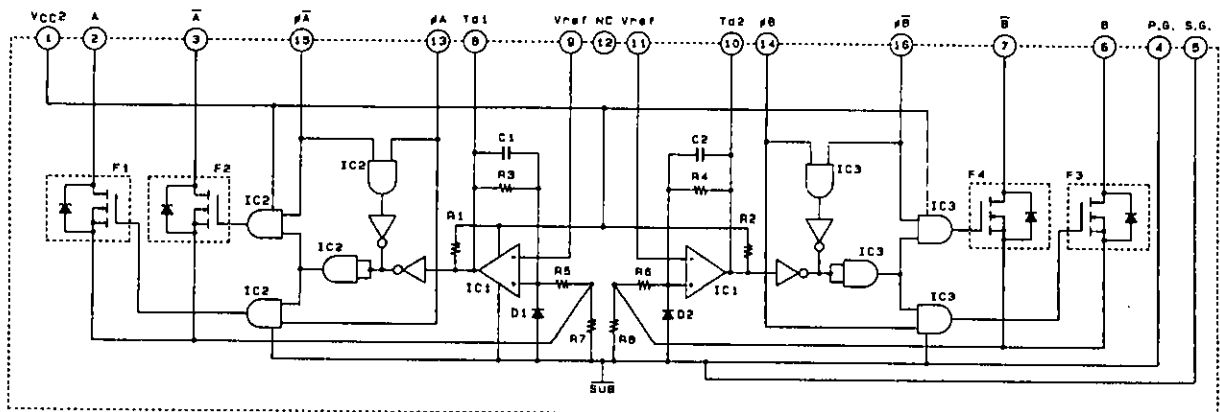 VCC2 A A øA øA Td1 Vref NC Vref Td2 øB øB B B P.G. S.G.
1 2 3 15 13 8 9 12 11 10 14 16 7 6 4 5
C1 C2
F1 F2 IC2 R3 R4 IC3 F4 F3
IC2 R1 R2 IC3
IC2 IC3
IC2 IC1 R5 R6 IC1 IC3
D1 R7 R8 D2
SUB